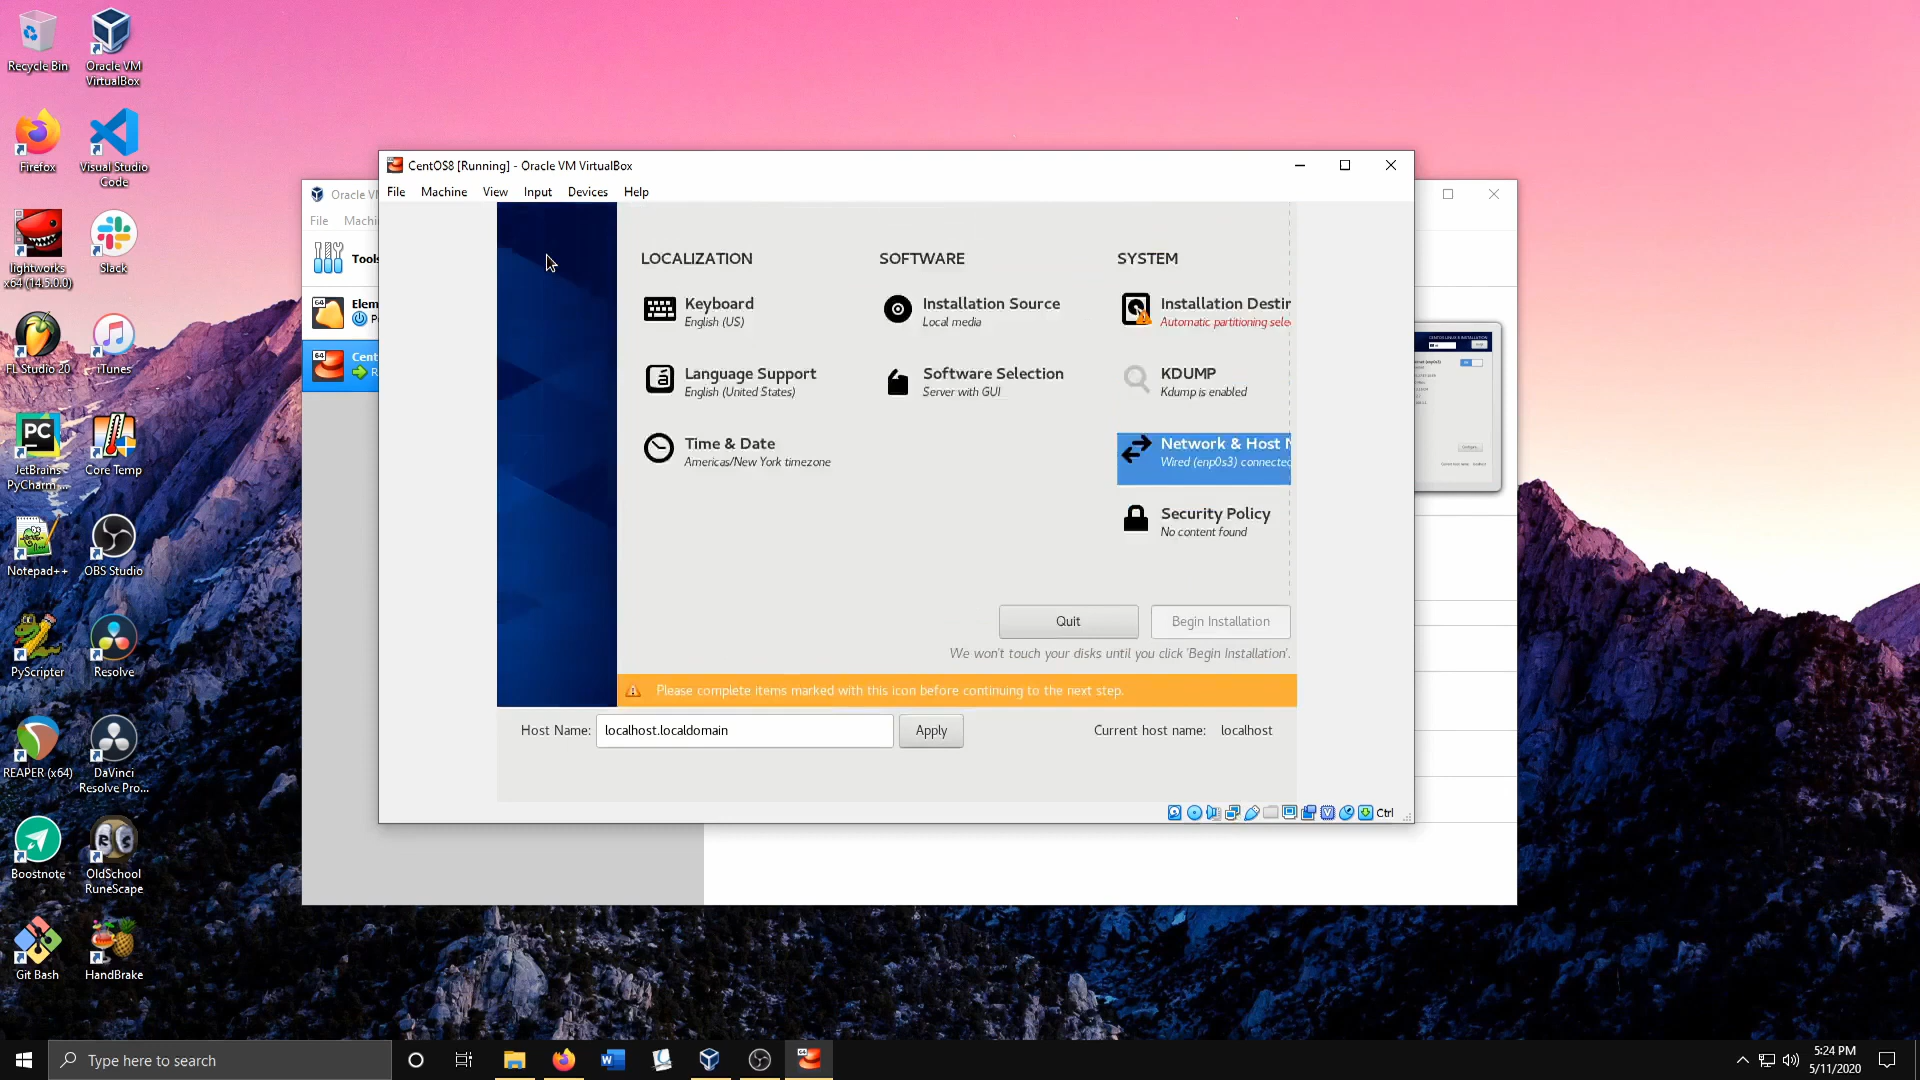 Recycle Bin
Oracle VM
VirtualBox
Firefox
Visual Studio
Code
lightworks
x64 (14.5.0.0)
Slack
FL Studio 20
iTunes
JetBrains
PyCharm ...
Core Temp
Notepad++
OBS Studio
PyScripter
Resolve
REAPER (x64)
DaVinci
Resolve Pro...
Boostnote
OldSchool
RuneScape
Git Bash
HandBrake
Oracle VM
File Machi
Tools
64
Elem
P
64
Cent
R
CentOS8 [Running] - Oracle VM VirtualBox
File Machine View Input Devices Help
LOCALIZATION SOFTWARE SYSTEM
Keyboard
English (US)
Installation Source
Local media
Installation Destin
Automatic partitioning sele
Language Support
English (United States)
Software Selection
Server with GUI
KDUMP
Kdump is enabled
Time & Date
Americas/New York timezone
Network & Host N
Wired (enp0s3) connected
Security Policy
No content found
Quit Begin Installation
We won't touch your disks until you click 'Begin Installation'.
Please complete items marked with this icon before continuing to the next step.
Host Name: localhost.localdomain Apply Current host name: localhost
Ctrl
Type here to search
5:24 PM
5/11/2020